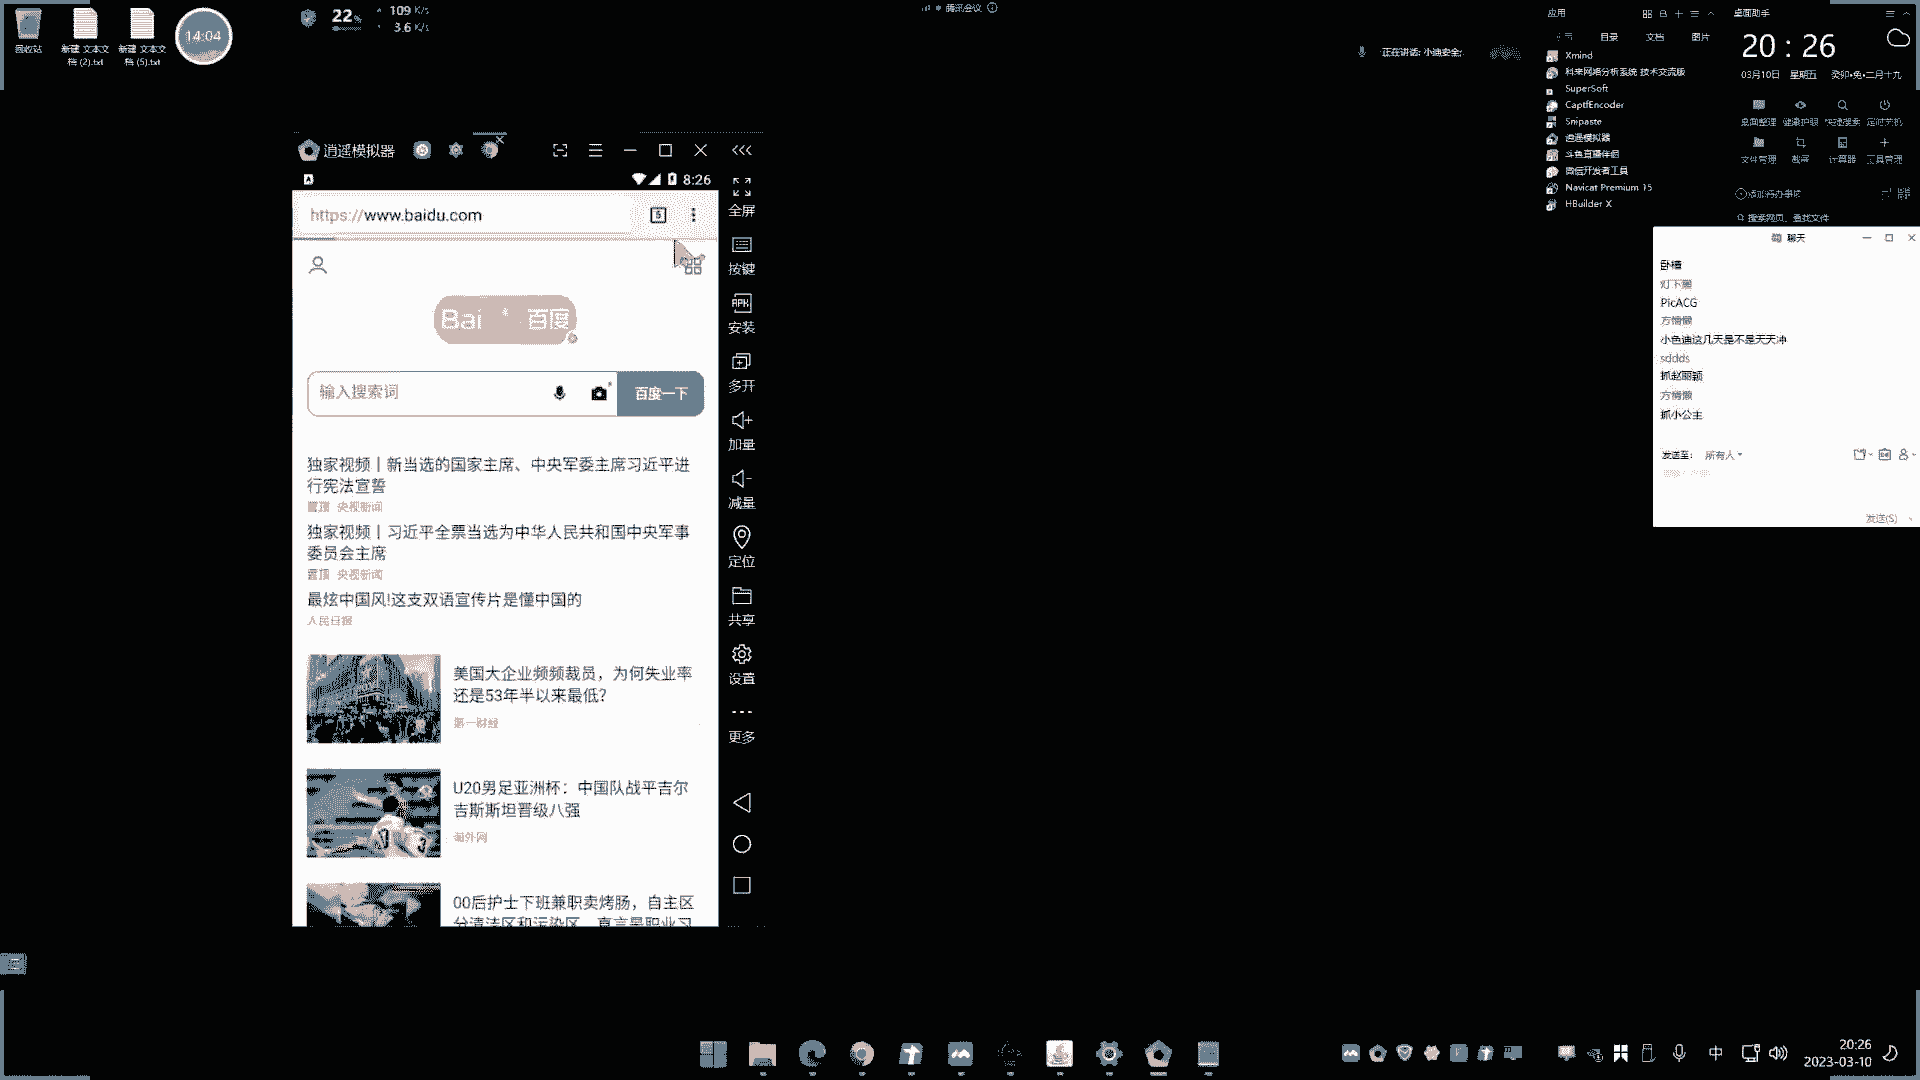 回收站
新建 文本文
档 (2).txt
新建 文本文
档 (5).txt
14:04
22%
109 K/s
3.6 K/s
腾讯会议
正在讲话: 小迪安全;
应用
目录
文档
图片
Xmind
科来网络分析系统 技术交流版
SuperSoft
CaptfEncoder
Snipaste
逍遥模拟器
斗鱼直播伴侣
微信开发者工具
Navicat Premium 15
HBuilder X
桌面助手
20 : 26
03月10日 星期五 癸卯•兔•二月十九
桌面整理 健康护眼 快速搜索 定时关机
文件管理 截屏 计算器 工具管理
添加待办事项
搜索网页、查找文件
聊天
卧槽
灯下黑
PicACG
方情懒
小色迪这几天是不是天天冲
sddds
抓赵丽颖
方情懒
抓小公主
发送至: 所有人
发送(S)
逍遥模拟器
8:26
https://www.baidu.com
5
Bai 百度
输入搜索词
百度一下
独家视频丨新当选的国家主席、中央军委主席习近平进
行宪法宣誓
置顶 央视新闻
独家视频丨习近平全票当选为中华人民共和国中央军事
委员会主席
置顶 央视新闻
最炫中国风!这支双语宣传片是懂中国的
人民日报
美国大企业频频裁员，为何失业率
还是53年半以来最低?
第一财经
U20男足亚洲杯：中国队战平吉尔
吉斯斯坦晋级八强
海外网
00后护士下班兼职卖烤肠，自主区
分清洁区和污染区，直言是职业习
全屏
按键
APK
安装
多开
加量
减量
定位
共享
设置
更多
中
20:26
2023-03-10